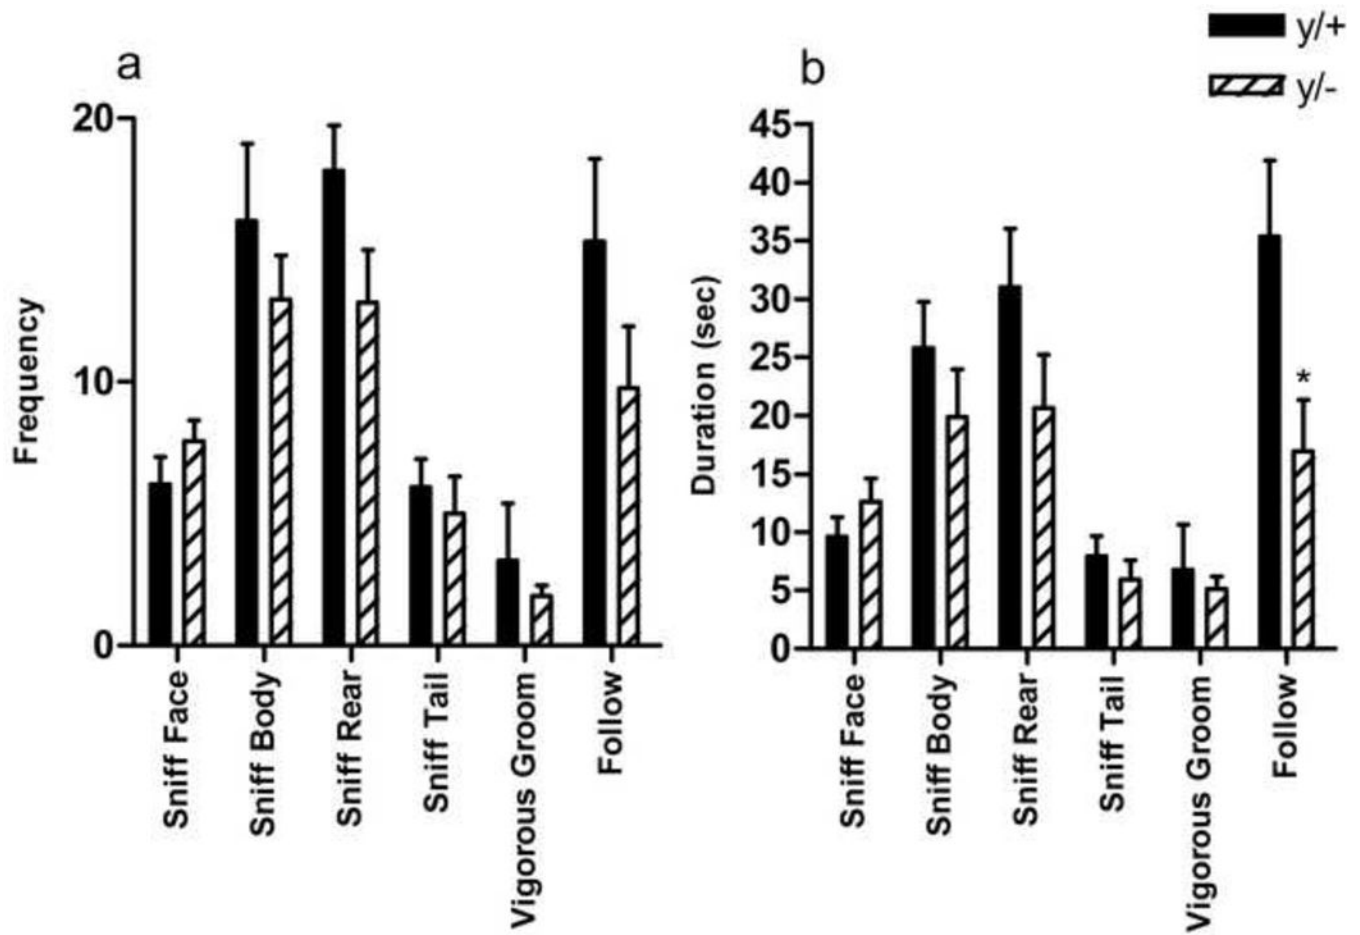 a
Frequency
20
10
0
Sniff Face
Sniff Body
Sniff Rear
Sniff Tail
Vigorous Groom
Follow
b
y/+
y/-
Duration (sec)
45
40
35
30
25
20
15
10
5
0
*
Sniff Face
Sniff Body
Sniff Rear
Sniff Tail
Vigorous Groom
Follow